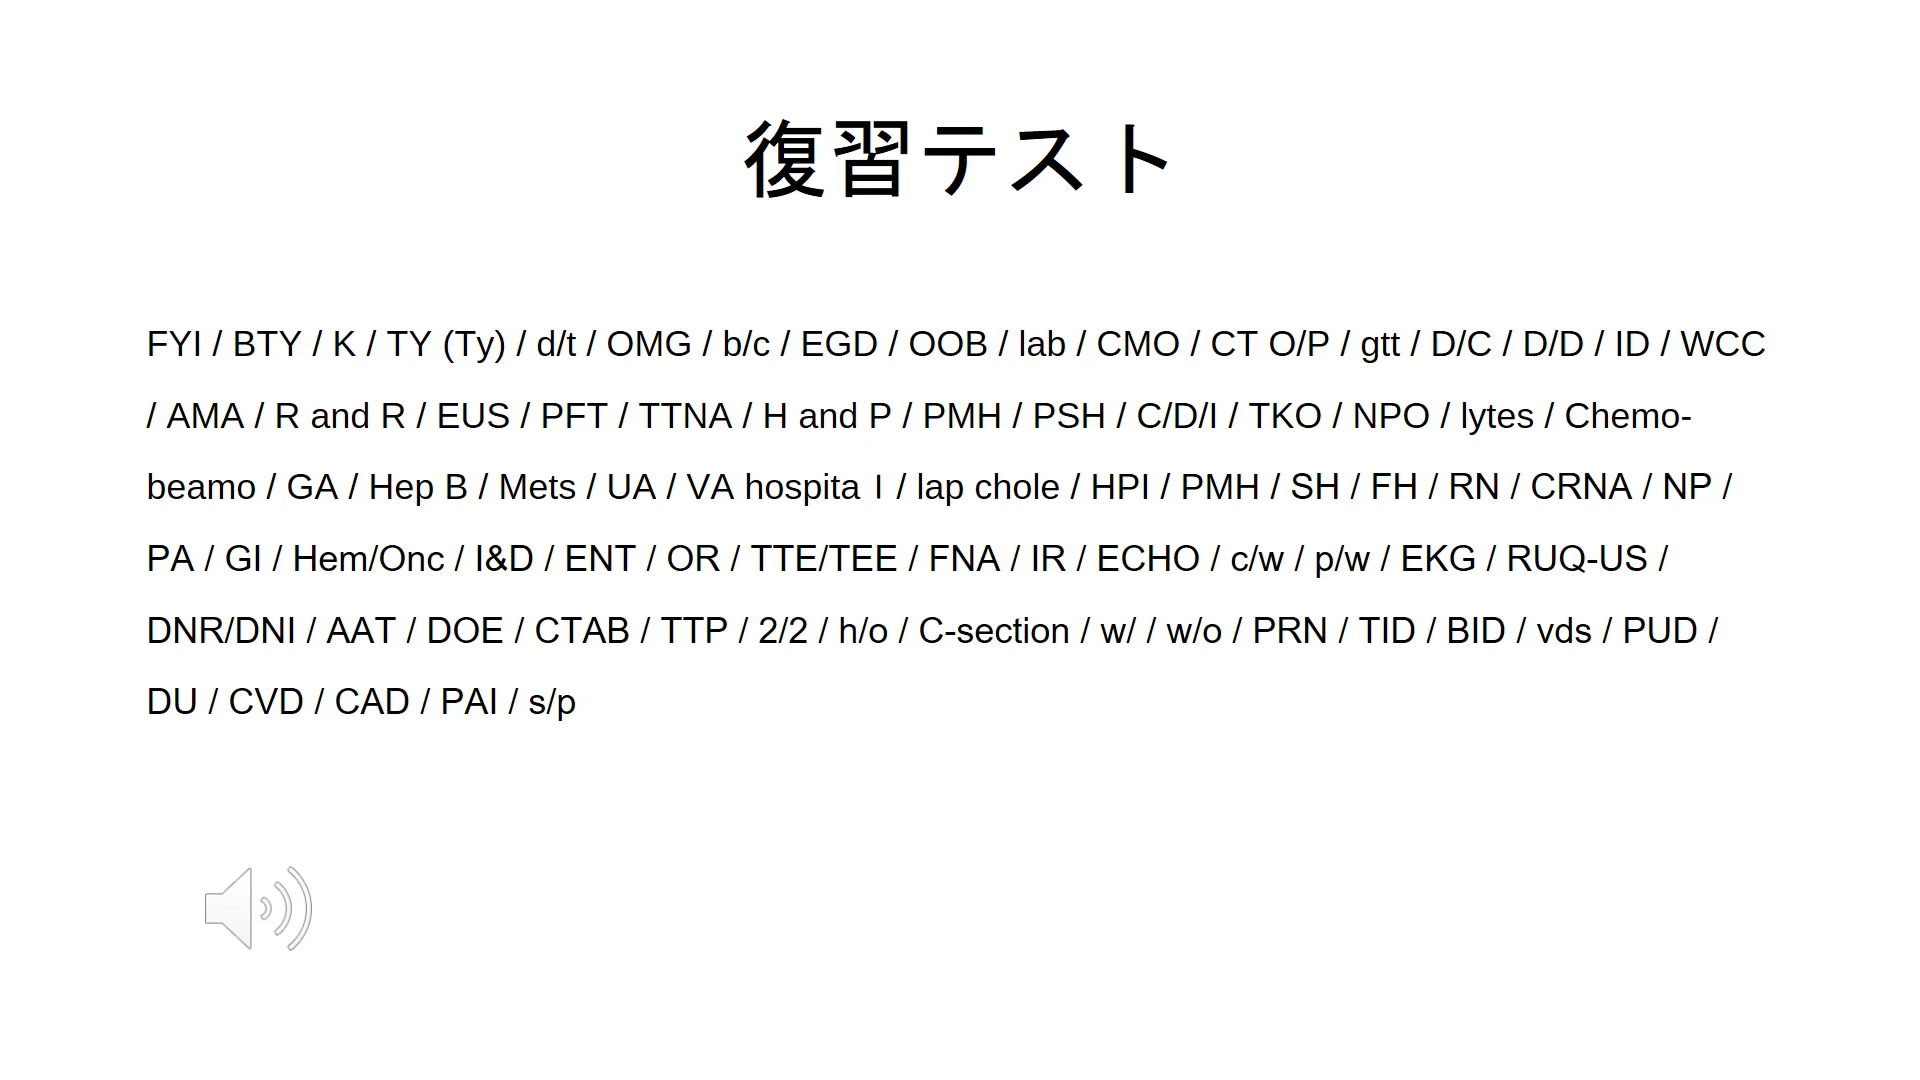 復習テスト
FYI / BTY / K / TY (Ty) / d/t / OMG / b/c / EGD / OOB / lab / CMO / CT O/P / gtt / D/C / D/D / ID / WCC
/ AMA / R and R / EUS / PFT / TTNA / H and P / PMH / PSH / C/D/I / TKO / NPO / lytes / Chemo-
beamo / GA / Hep B / Mets / UA / VA hospitaｌ / lap chole / HPI / PMH / SH / FH / RN / CRNA / NP /
PA / GI / Hem/Onc / I&D / ENT / OR / TTE/TEE / FNA / IR / ECHO / c/w / p/w / EKG / RUQ-US /
DNR/DNI / AAT / DOE / CTAB / TTP / 2/2 / h/o / C-section / w/ / w/o / PRN / TID / BID / vds / PUD /
DU / CVD / CAD / PAI / s/p